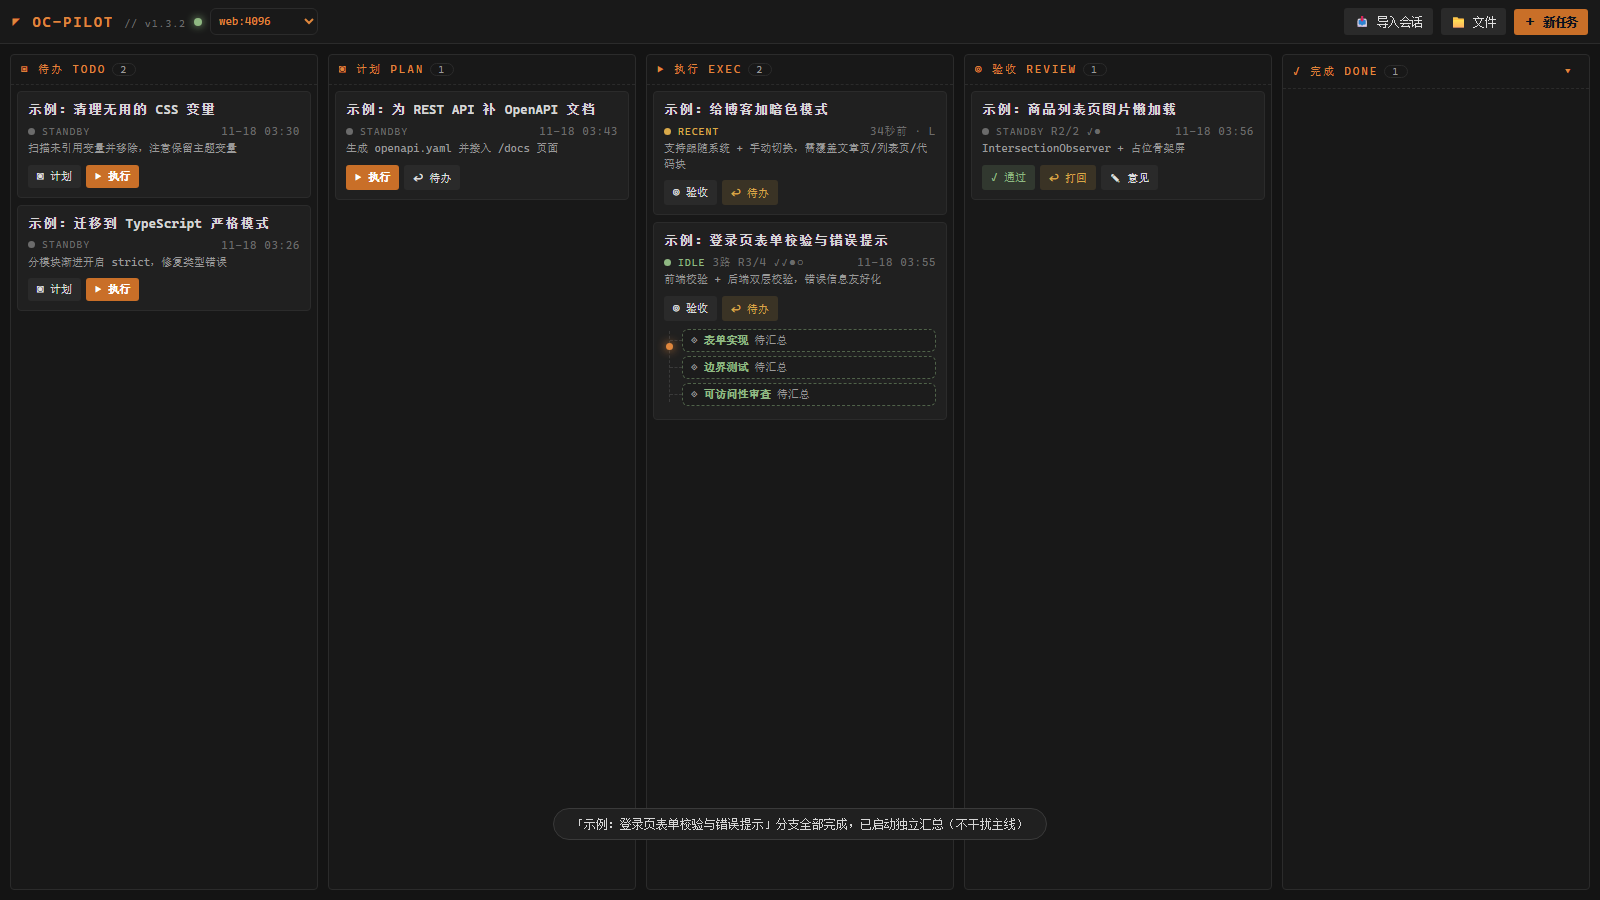 OC-PILOT // v1.3.2 web:4096
导入会话 文件 + 新任务
待办 TODO 2
示例: 清理无用的 CSS 变量
STANDBY 11-18 03:30
扫描未引用变量并移除，注意保留主题变量
计划 执行
示例: 迁移到 TypeScript 严格模式
STANDBY 11-18 03:26
分模块渐进开启 strict，修复类型错误
计划 执行
计划 PLAN 1
示例: 为 REST API 补 OpenAPI 文档
STANDBY 11-18 03:43
生成 openapi.yaml 并接入 /docs 页面
执行 待办
执行 EXEC 2
示例: 给博客加暗色模式
RECENT 34秒前 · L
支持跟随系统 + 手动切换，需覆盖文章页/列表页/代
码块
验收 待办
示例: 登录页表单校验与错误提示
IDLE 3路 R3/4 ✓✓●○ 11-18 03:55
前端校验 + 后端双层校验，错误信息友好化
验收 待办
表单实现 待汇总
边界测试 待汇总
可访问性审查 待汇总
验收 REVIEW 1
示例: 商品列表页图片懒加载
STANDBY R2/2 ✓● 11-18 03:56
IntersectionObserver + 占位骨架屏
✓ 通过 打回 意见
✓ 完成 DONE 1
「示例: 登录页表单校验与错误提示」分支全部完成，已启动独立汇总（不干扰主线）